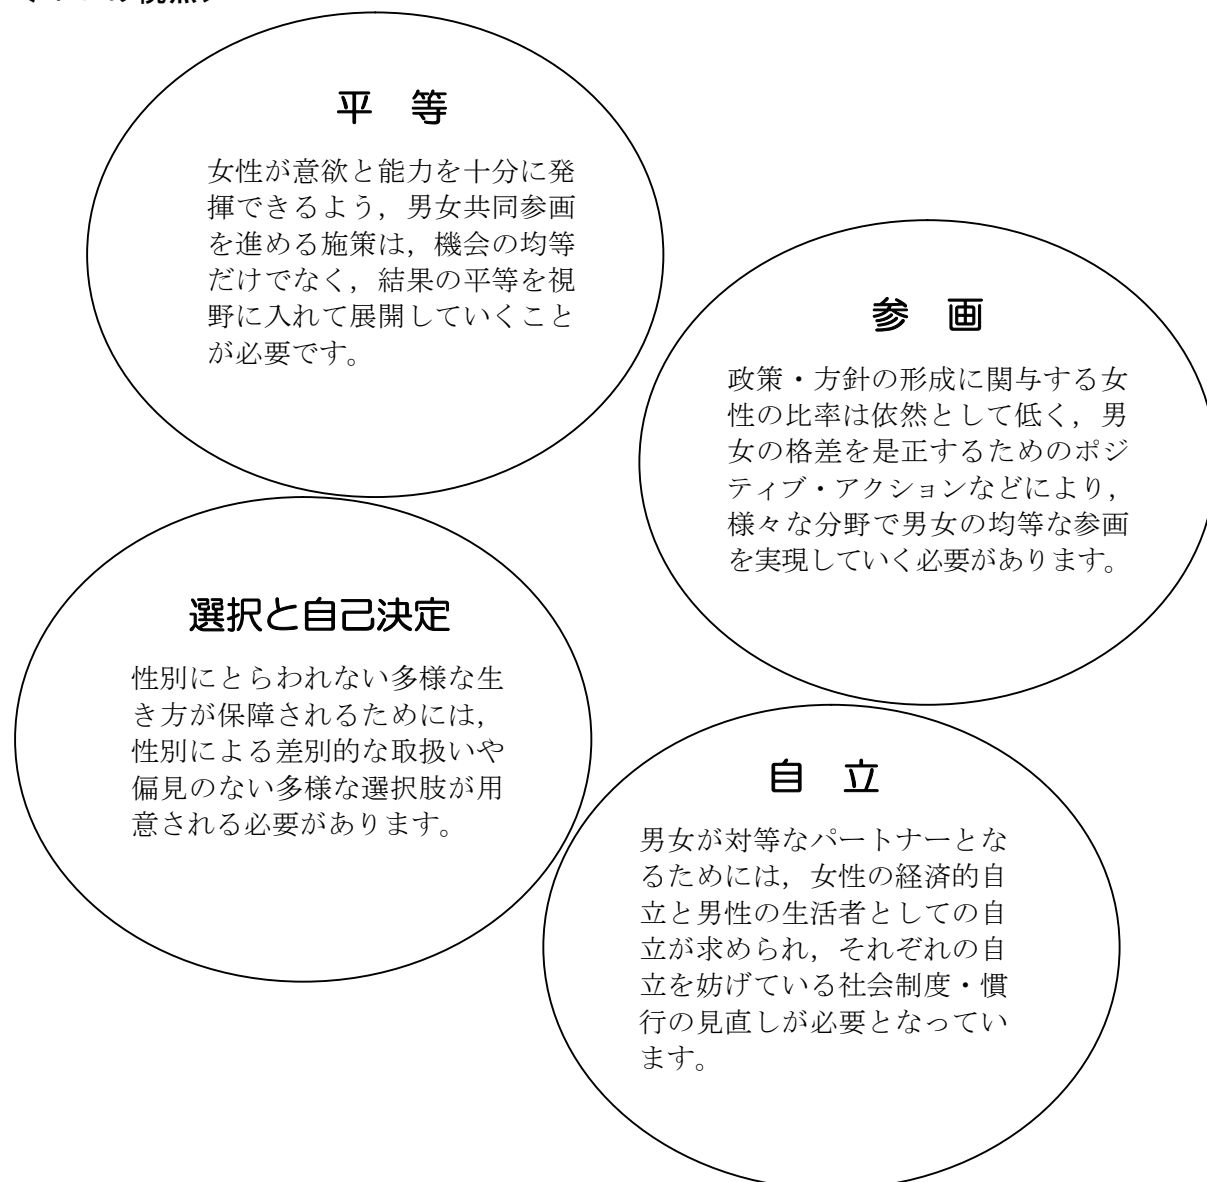 の視点
平　等
女性が意欲と能力を十分に発
揮できるよう，男女共同参画
を進める施策は，機会の均等
だけでなく，結果の平等を視
野に入れて展開していくこと
が必要です。
参　画
政策・方針の形成に関与する女
性の比率は依然として低く，男
女の格差を是正するためのポジ
ティブ・アクションなどにより，
様々な分野で男女の均等な参画
を実現していく必要があります。
選択と自己決定
性別にとらわれない多様な生
き方が保障されるためには，
性別による差別的な取扱いや
偏見のない多様な選択肢が用
意される必要があります。
自　立
男女が対等なパートナーとな
るためには，女性の経済的自
立と男性の生活者としての自
立が求められ，それぞれの自
立を妨げている社会制度・慣
行の見直しが必要となってい
ます。